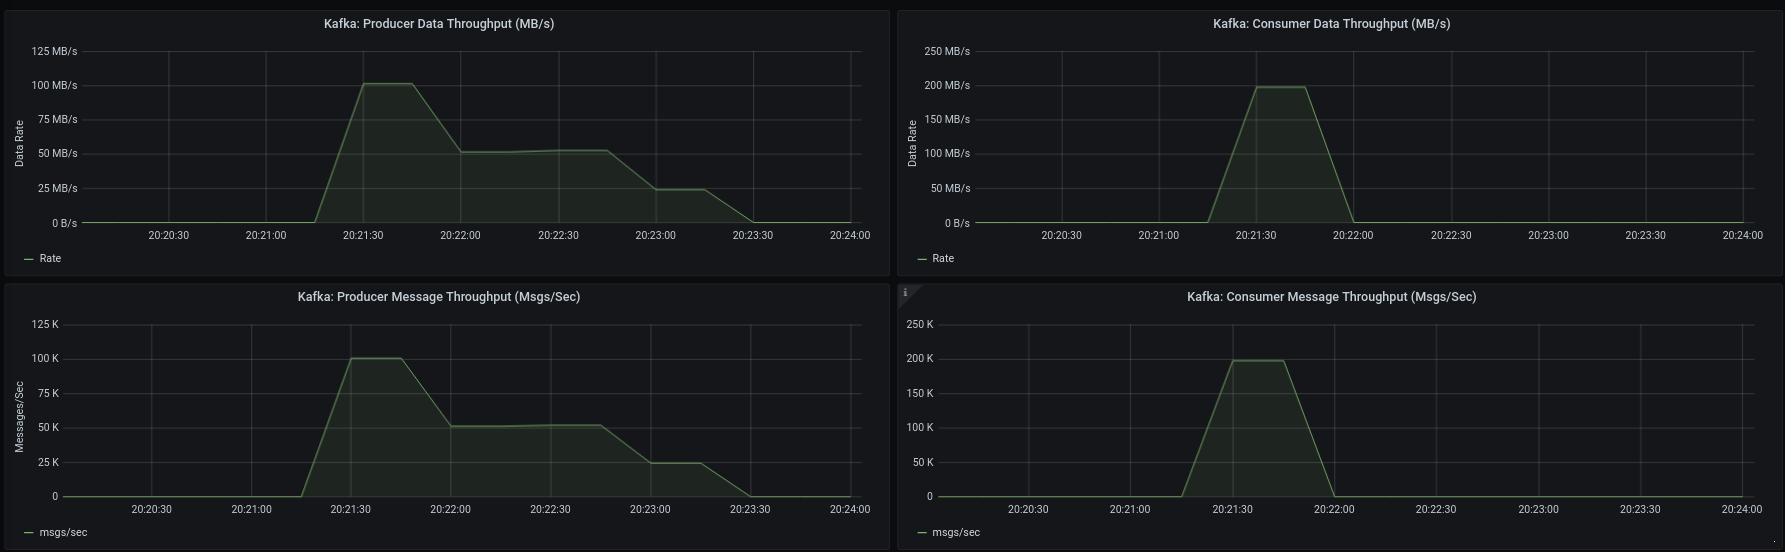 Kafka: Producer Data Throughput (MB/s)
125 MB/s
100 MB/s
75 MB/s
50 MB/s
25 MB/s
0 B/s
Data Rate
20:20:30 20:21:00 20:21:30 20:22:00 20:22:30 20:23:00 20:23:30 20:24:00
Rate
Kafka: Consumer Data Throughput (MB/s)
250 MB/s
200 MB/s
150 MB/s
100 MB/s
50 MB/s
0 B/s
Data Rate
20:20:30 20:21:00 20:21:30 20:22:00 20:22:30 20:23:00 20:23:30 20:24:00
Rate
Kafka: Producer Message Throughput (Msgs/Sec)
125 K
100 K
75 K
50 K
25 K
0
Messages/Sec
20:20:30 20:21:00 20:21:30 20:22:00 20:22:30 20:23:00 20:23:30 20:24:00
msgs/sec
i
Kafka: Consumer Message Throughput (Msgs/Sec)
250 K
200 K
150 K
100 K
50 K
0
20:20:30 20:21:00 20:21:30 20:22:00 20:22:30 20:23:00 20:23:30 20:24:00
msgs/sec